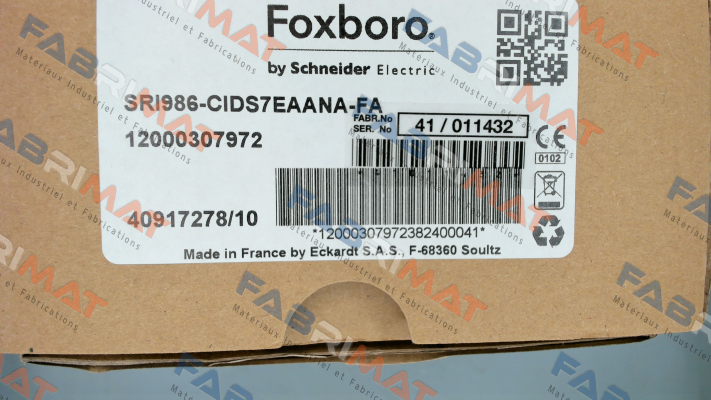 Foxboro®
by Schneider Electric
SRI986-CIDS7EAANA-FA
FABR.No
SER. No
41 / 011432
12000307972
CE
0102
40917278/10
*12000307972382400041*
Made in France by Eckardt S.A.S., F-68360 Soultz
FABRIMAT
Materiaux Industriel et Fabrications